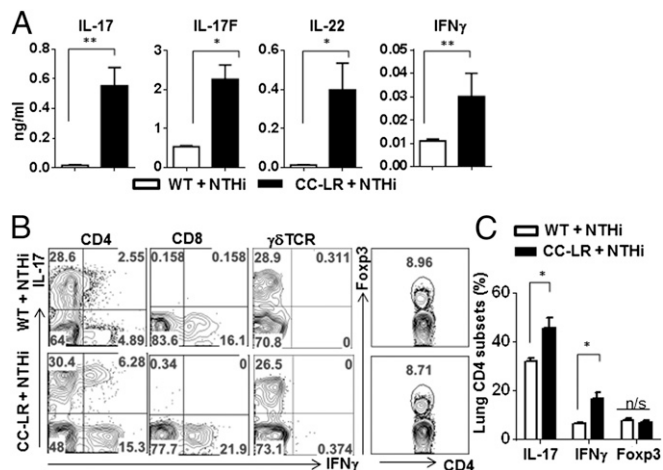 A
IL-17 IL-17F IL-22 IFNγ
** * * **
ng/ml
0.8 3 0.6 0.05
0.6 2 0.4 0.04
0.4 1 0.2 0.03
0.2 0 0.0 0.02
0.0 0.01
0.00
WT + NTHi CC-LR + NTHi
B
CD4 CD8 γδTCR
WT + NTHi
IL-17
28.6 2.55 0.158 0.158 28.9 0.311
64 4.89 83.6 16.1 70.8 0
Foxp3
8.96
CC-LR + NTHi
30.4 6.28 0.34 0 26.5 0
48 15.3 77.7 21.9 73.1 0.374
8.71
IFNγ
CD4
C
WT + NTHi
CC-LR + NTHi
Lung CD4 subsets (%)
60
40
20
0
* * n/s
IL-17 IFNγ Foxp3